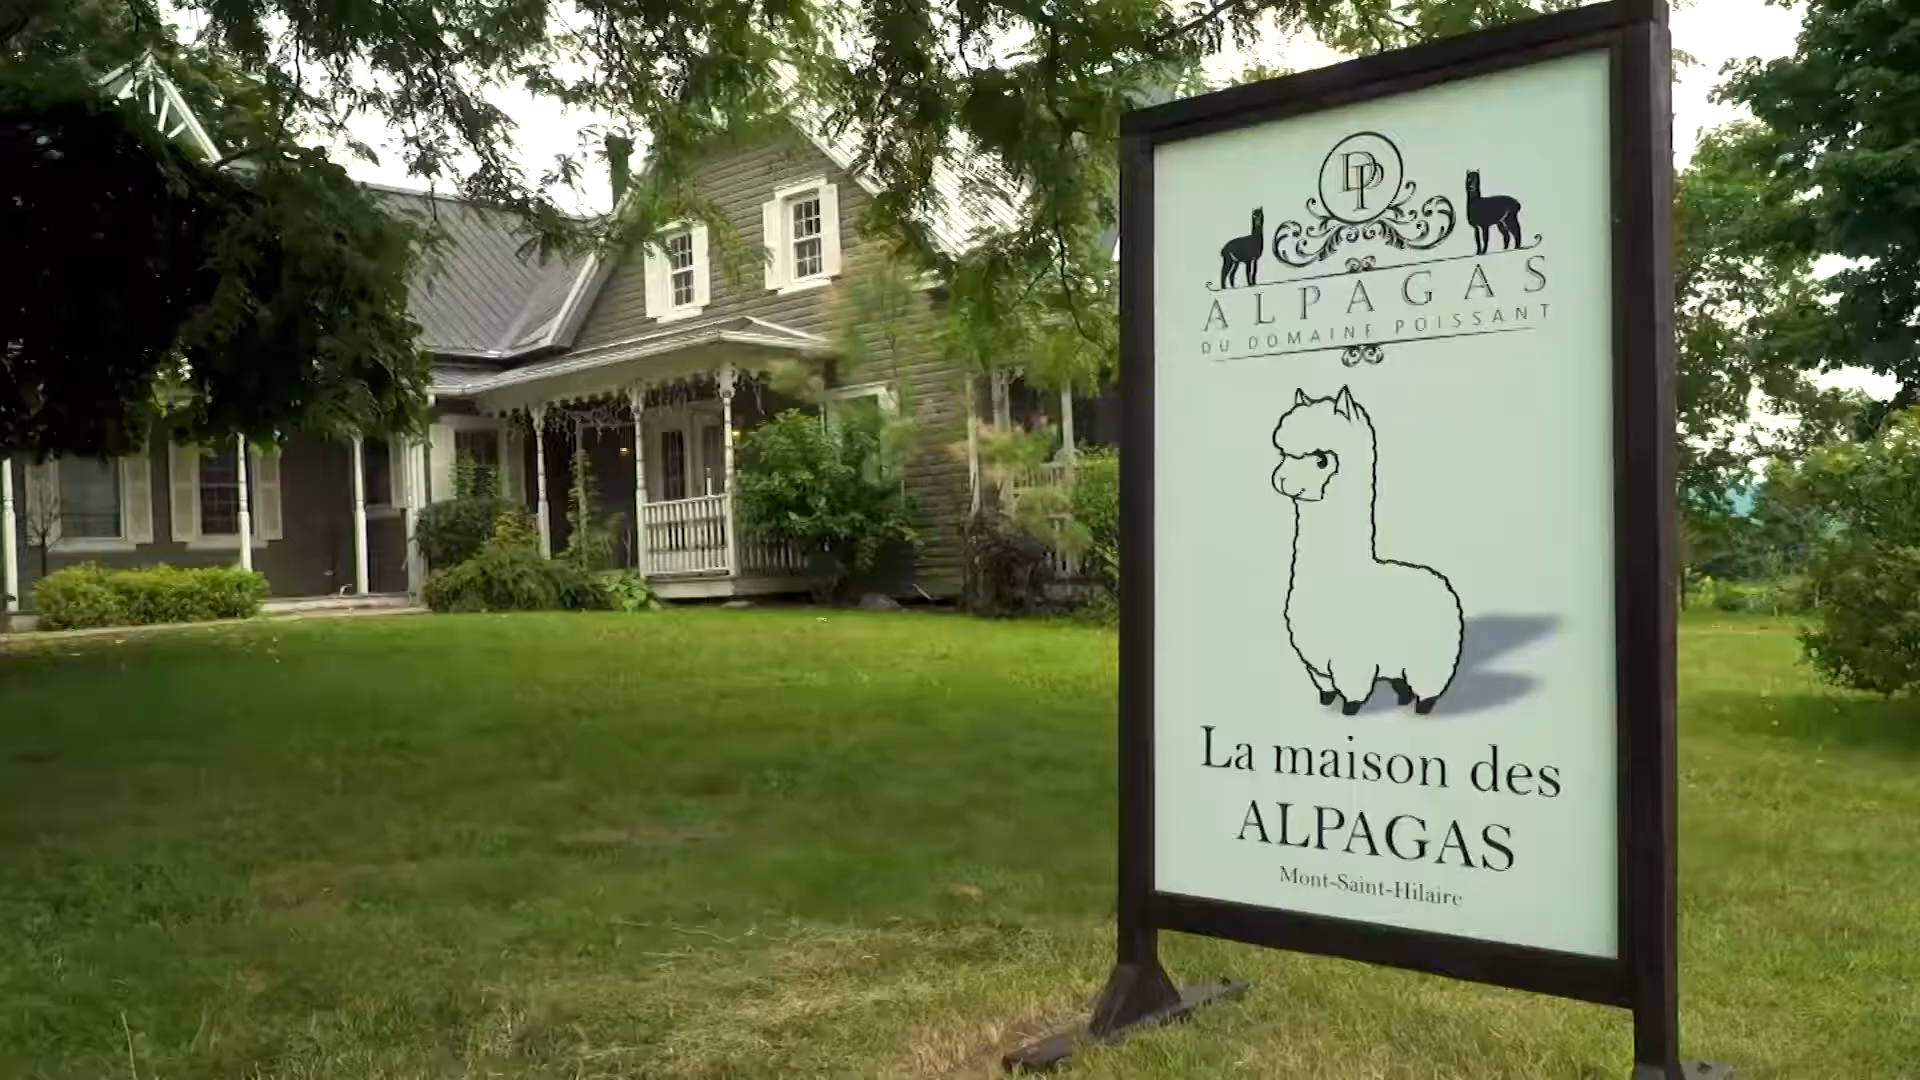 DP
ALPAGAS
DU DOMAINE POISSANT
La maison des
ALPAGAS
Mont-Saint-Hilaire